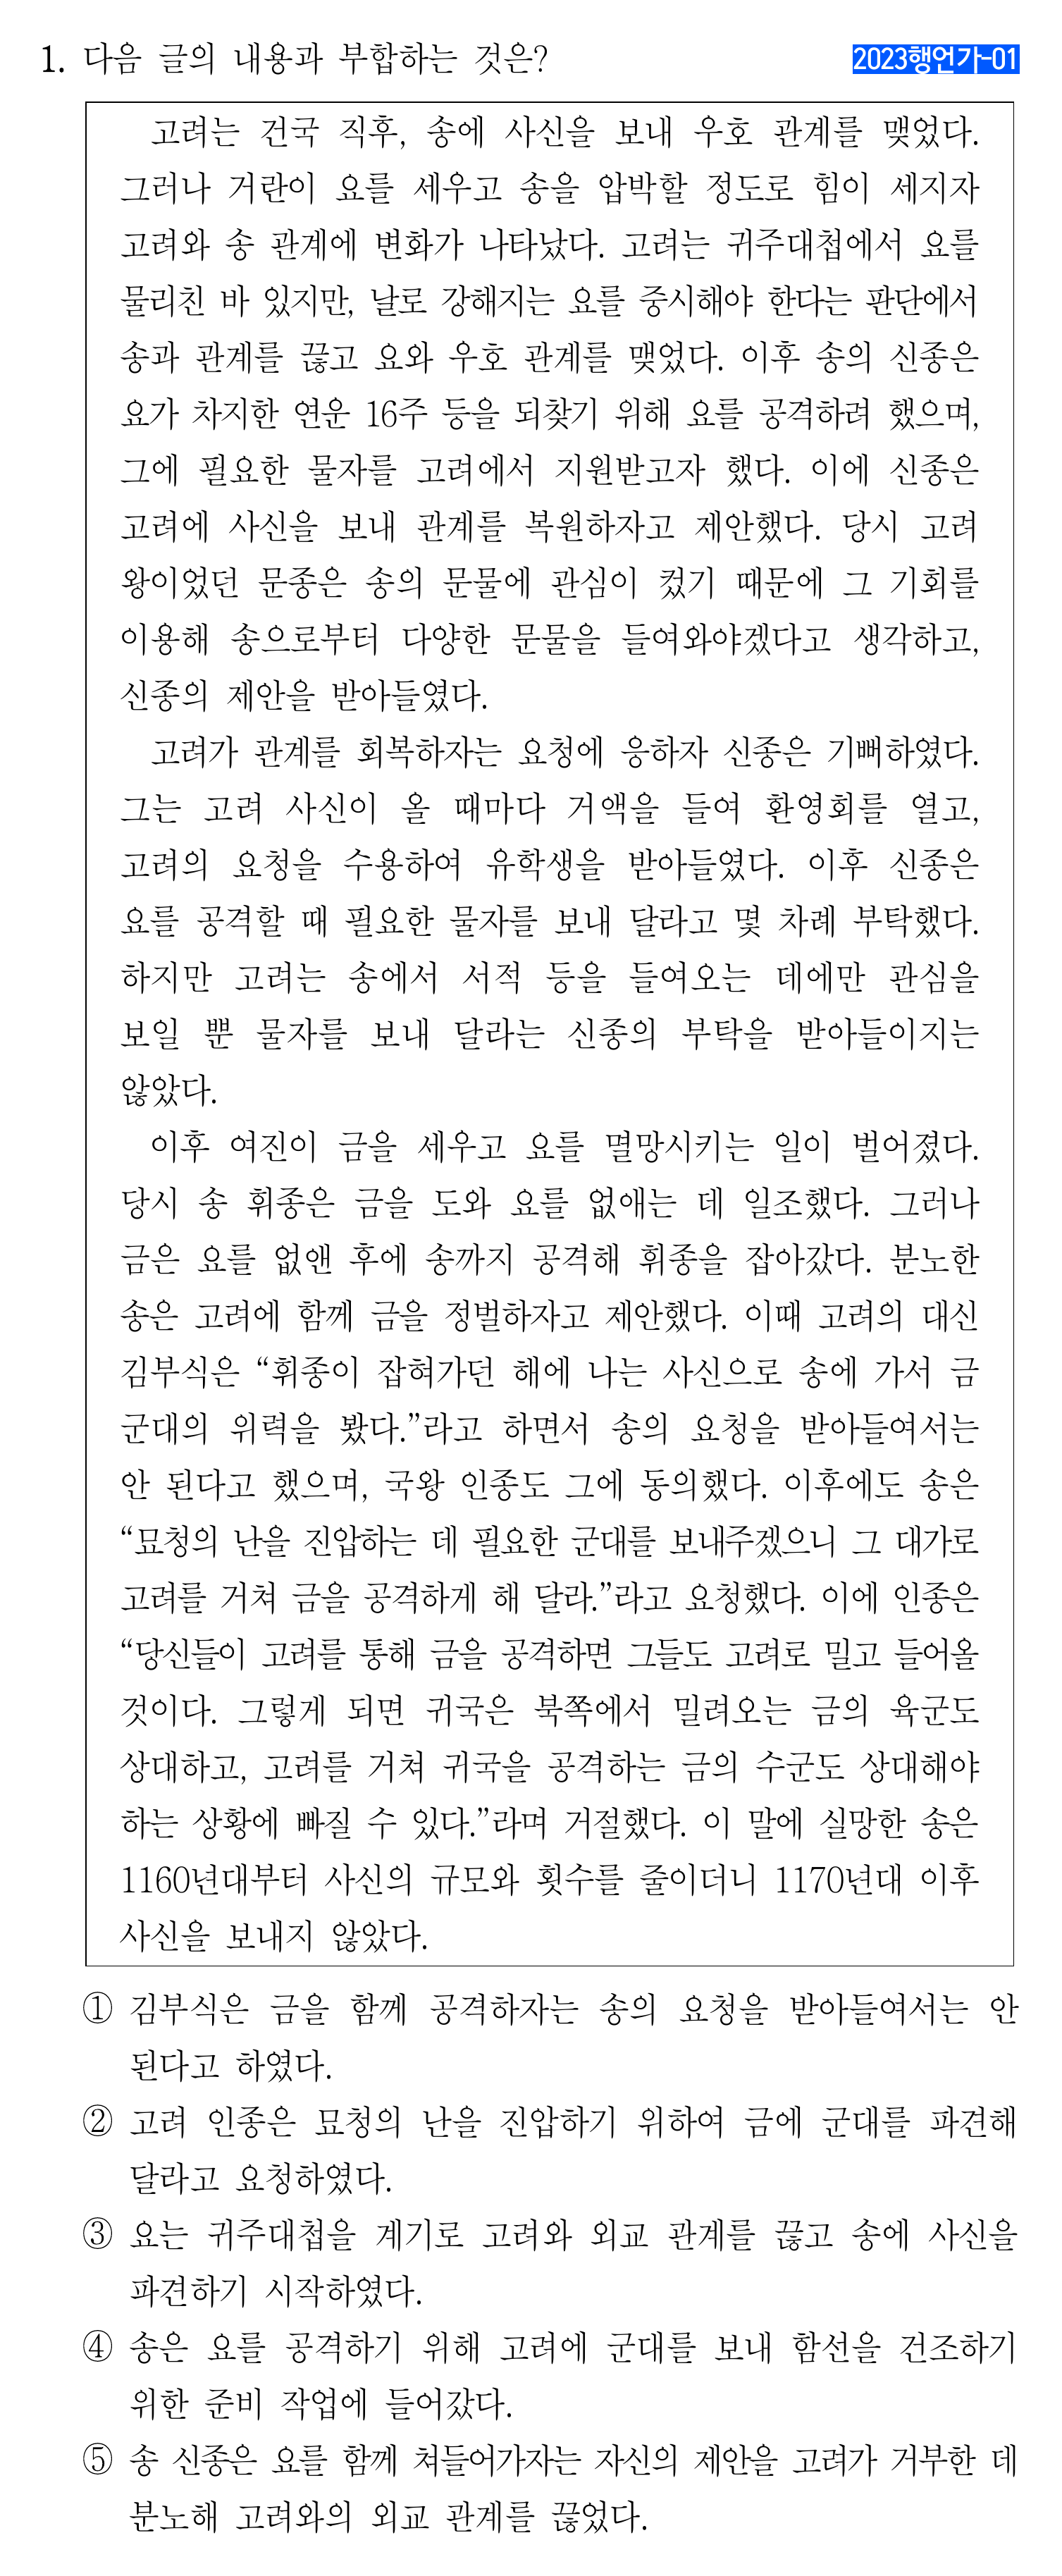 1. 다음 글의 내용과 부합하는 것은? 2023행언가-01
고려는 건국 직후, 송에 사신을 보내 우호 관계를 맺었다.
그러나 거란이 요를 세우고 송을 압박할 정도로 힘이 세지자
고려와 송 관계에 변화가 나타났다. 고려는 귀주대첩에서 요를
물리친 바 있지만, 날로 강해지는 요를 중시해야 한다는 판단에서
송과 관계를 끊고 요와 우호 관계를 맺었다. 이후 송의 신종은
요가 차지한 연운 16주 등을 되찾기 위해 요를 공격하려 했으며,
그에 필요한 물자를 고려에서 지원받고자 했다. 이에 신종은
고려에 사신을 보내 관계를 복원하자고 제안했다. 당시 고려
왕이었던 문종은 송의 문물에 관심이 컸기 때문에 그 기회를
이용해 송으로부터 다양한 문물을 들여와야겠다고 생각하고,
신종의 제안을 받아들였다.
고려가 관계를 회복하자는 요청에 응하자 신종은 기뻐하였다.
그는 고려 사신이 올 때마다 거액을 들여 환영회를 열고,
고려의 요청을 수용하여 유학생을 받아들였다. 이후 신종은
요를 공격할 때 필요한 물자를 보내 달라고 몇 차례 부탁했다.
하지만 고려는 송에서 서적 등을 들여오는 데에만 관심을
보일 뿐 물자를 보내 달라는 신종의 부탁을 받아들이지는
않았다.
이후 여진이 금을 세우고 요를 멸망시키는 일이 벌어졌다.
당시 송 휘종은 금을 도와 요를 없애는 데 일조했다. 그러나
금은 요를 없앤 후에 송까지 공격해 휘종을 잡아갔다. 분노한
송은 고려에 함께 금을 정벌하자고 제안했다. 이때 고려의 대신
김부식은 “휘종이 잡혀가던 해에 나는 사신으로 송에 가서 금
군대의 위력을 봤다.”라고 하면서 송의 요청을 받아들여서는
안 된다고 했으며, 국왕 인종도 그에 동의했다. 이후에도 송은
“묘청의 난을 진압하는 데 필요한 군대를 보내주겠으니 그 대가로
고려를 거쳐 금을 공격하게 해 달라.”라고 요청했다. 이에 인종은
“당신들이 고려를 통해 금을 공격하면 그들도 고려로 밀고 들어올
것이다. 그렇게 되면 귀국은 북쪽에서 밀려오는 금의 육군도
상대하고, 고려를 거쳐 귀국을 공격하는 금의 수군도 상대해야
하는 상황에 빠질 수 있다.”라며 거절했다. 이 말에 실망한 송은
1160년대부터 사신의 규모와 횟수를 줄이더니 1170년대 이후
사신을 보내지 않았다.
① 김부식은 금을 함께 공격하자는 송의 요청을 받아들여서는 안
된다고 하였다.
② 고려 인종은 묘청의 난을 진압하기 위하여 금에 군대를 파견해
달라고 요청하였다.
③ 요는 귀주대첩을 계기로 고려와 외교 관계를 끊고 송에 사신을
파견하기 시작하였다.
④ 송은 요를 공격하기 위해 고려에 군대를 보내 함선을 건조하기
위한 준비 작업에 들어갔다.
⑤ 송 신종은 요를 함께 쳐들어가자는 자신의 제안을 고려가 거부한 데
분노해 고려와의 외교 관계를 끊었다.